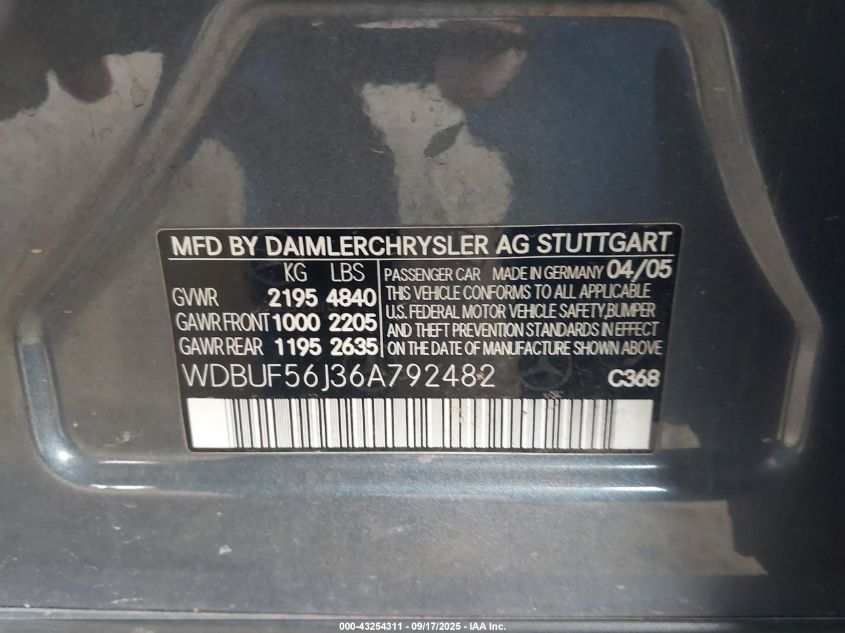 MFD BY DAIMLERCHRYSLER AG STUTTGART
KG LBS
GVWR 2195 4840
GAWR FRONT 1000 2205
GAWR REAR 1195 2635
PASSENGER CAR MADE IN GERMANY 04/05
THIS VEHICLE CONFORMS TO ALL APPLICABLE
U.S. FEDERAL MOTOR VEHICLE SAFETY,BUMPER
AND THEFT PREVENTION STANDARDS IN EFFECT
ON THE DATE OF MANUFACTURE SHOWN ABOVE.
WDBUF56J36A792482 C368
000-43254311 - 09/17/2025 - IAA Inc.